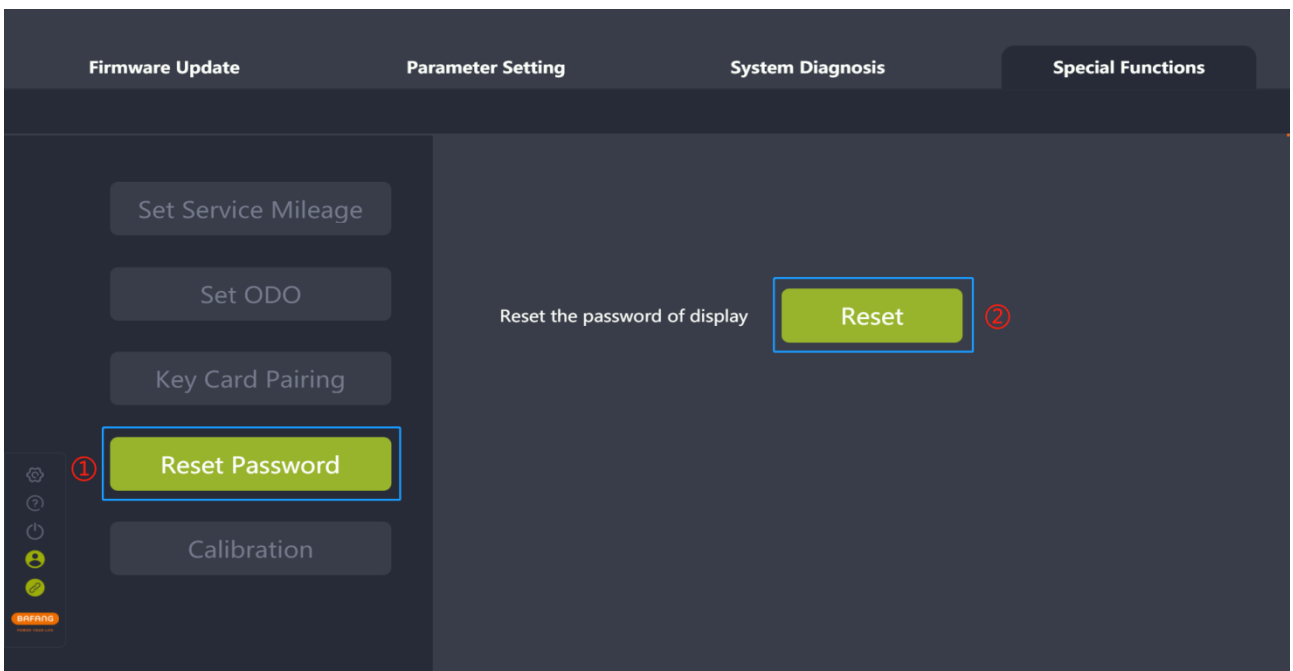 Firmware Update
Parameter Setting
System Diagnosis
Special Functions
Set Service Mileage
Set ODO
Key Card Pairing
① Reset Password
Calibration
Reset the password of display
Reset ②
BAFANG